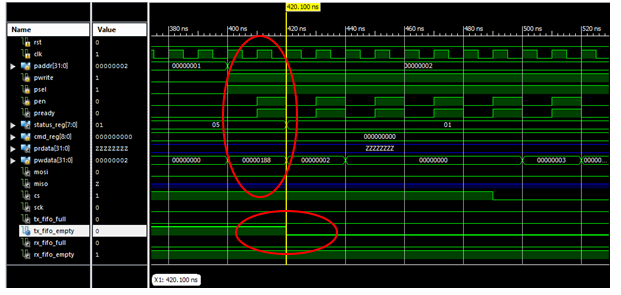 420.100 ns
Name Value 380 ns 400 ns 420 ns 440 ns 460 ns 480 ns 500 ns 520 ns
rst 0
clk 1
paddr[31:0] 00000002 00000001 00000002
pwrite 1
psel 1
pen 0
pready 0
status_reg[7:0] 01 05 01
cmd_reg[8:0] 000000000 000000000
prdata[31:0] ZZZZZZZZ ZZZZZZZZ
pwdata[31:0] 00000002 00000000 00000188 00000002 00000000 00000003 00000...
mosi 0
miso Z
cs 1
sck 0
tx_fifo_full 0
tx_fifo_empty 0
rx_fifo_full 0
rx_fifo_empty 1
X1: 420.100 ns